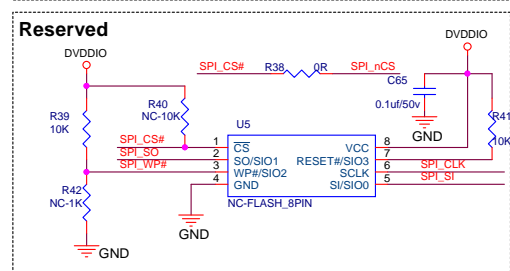 Reserved
DVDDIO
DVDDIO
SPI_CS# R38 0R SPI_nCS
C65
0.1uf/50v
R39
10K
R40
NC-10K
R41
10K
GND
U5
SPI_CS# 1 CS VCC 8
SPI_SO 2 SO/SIO1 RESET#/SIO3 7
SPI_WP# 3 WP#/SIO2 SCLK 6 SPI_CLK
4 GND SI/SIO0 5 SPI_SI
NC-FLASH_8PIN
R42
NC-1K
GND
GND